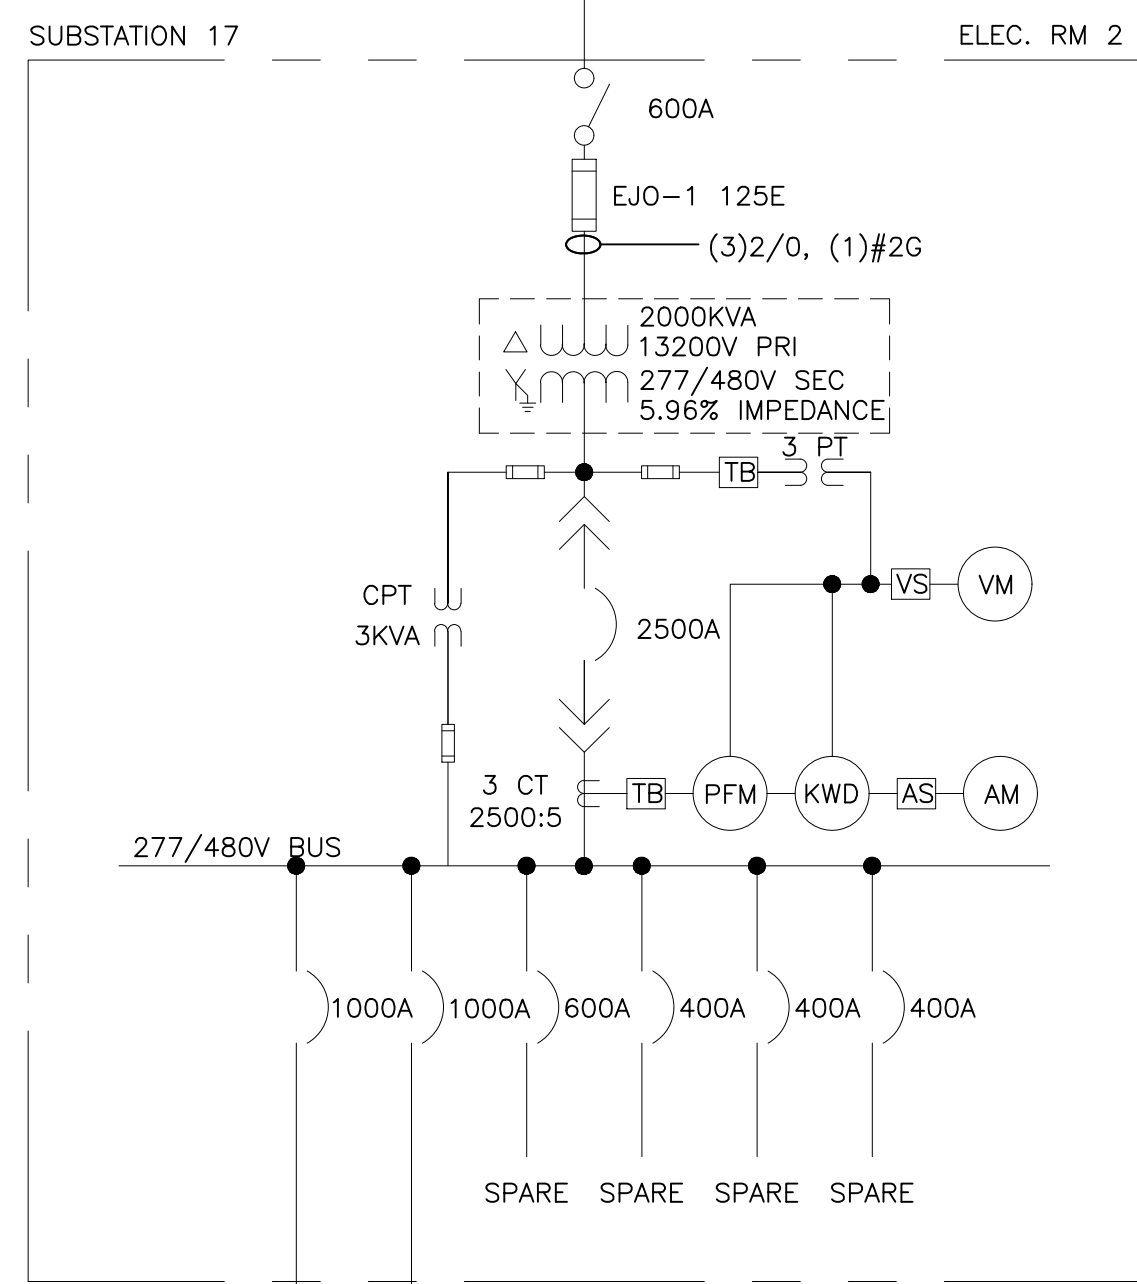 SUBSTATION 17
ELEC. RM 2
600A
EJO-1 125E
(3)2/0, (1)#2G
2000KVA
13200V PRI
277/480V SEC
5.96% IMPEDANCE
3 PT
TB
CPT
3KVA
2500A
VS
VM
3 CT
2500:5
TB
PFM
KWD
AS
AM
277/480V BUS
1000A
1000A
600A
400A
400A
400A
SPARE
SPARE
SPARE
SPARE